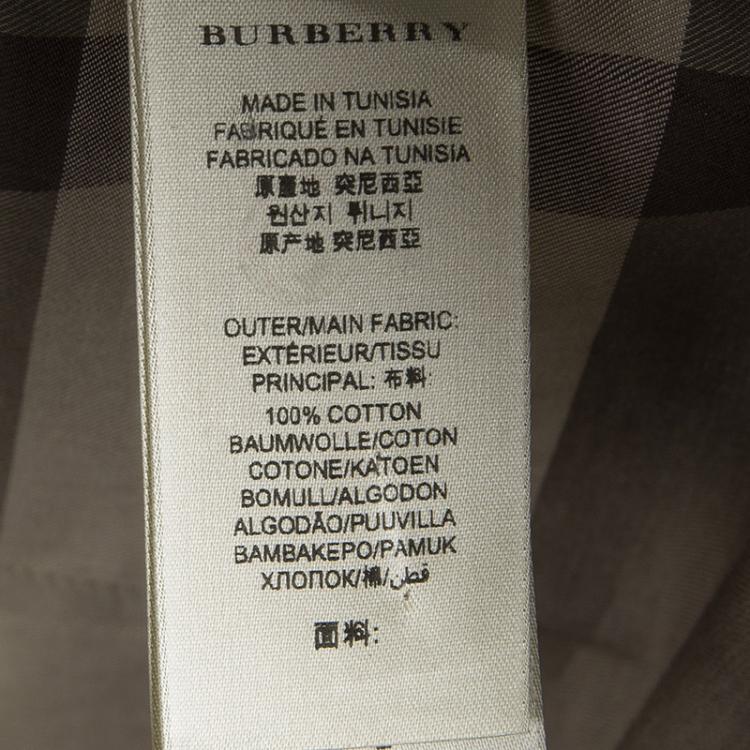 BURBERRY
MADE IN TUNISIA
FABRIQUÉ EN TUNISIE
FABRICADO NA TUNISIA
原產地 突尼西亞
원산지 튀니지
原产地 突尼西亞
OUTER/MAIN FABRIC:
EXTÉRIEUR/TISSU
PRINCIPAL: 布料
100% COTTON
BAUMWOLLE/COTON
COTONE/KATOEN
BOMULL/ALGODON
ALGODÃO/PUUVILLA
BAMBAKEPO/PAMUK
ХЛОПОК/棉/قطن
面料: